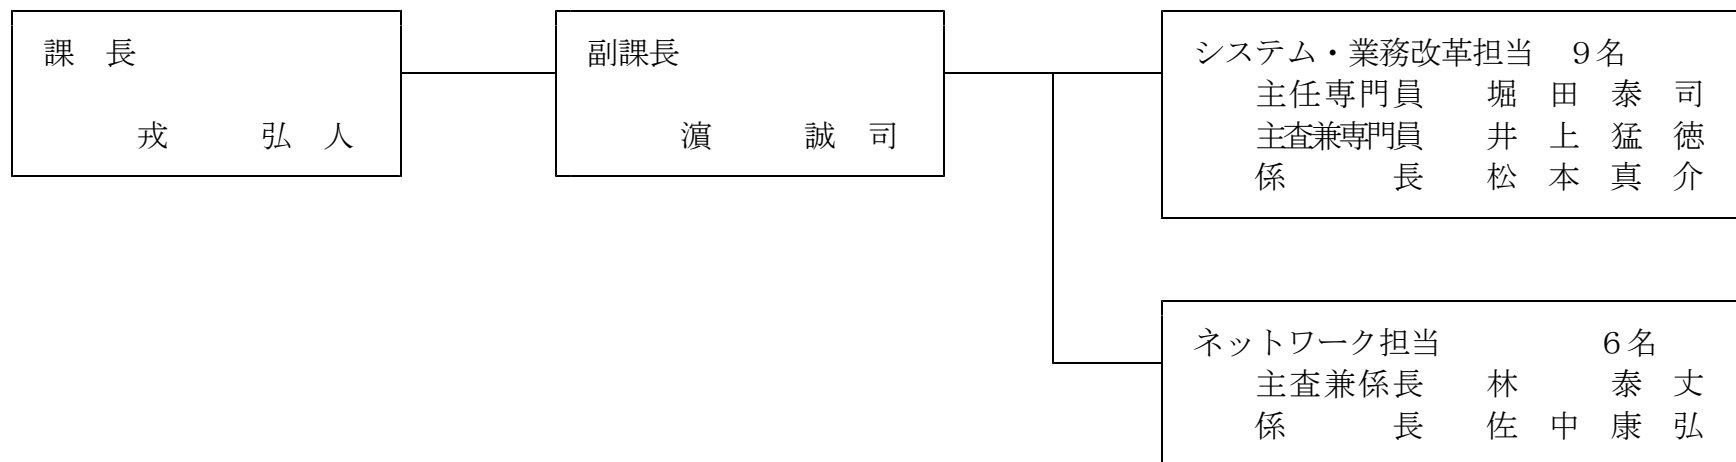 課　長
戎　　　弘　人
副課長
濵　　　誠　司
システム・業務改革担当　９名
主任専門員　　堀　田　泰　司
主査兼専門員　　井　上　猛　徳
係　　　長　　松　本　真　介
ネットワーク担当　　　　　６名
主査兼係長　　林　　　泰　丈
係　　　長　　佐　中　康　弘